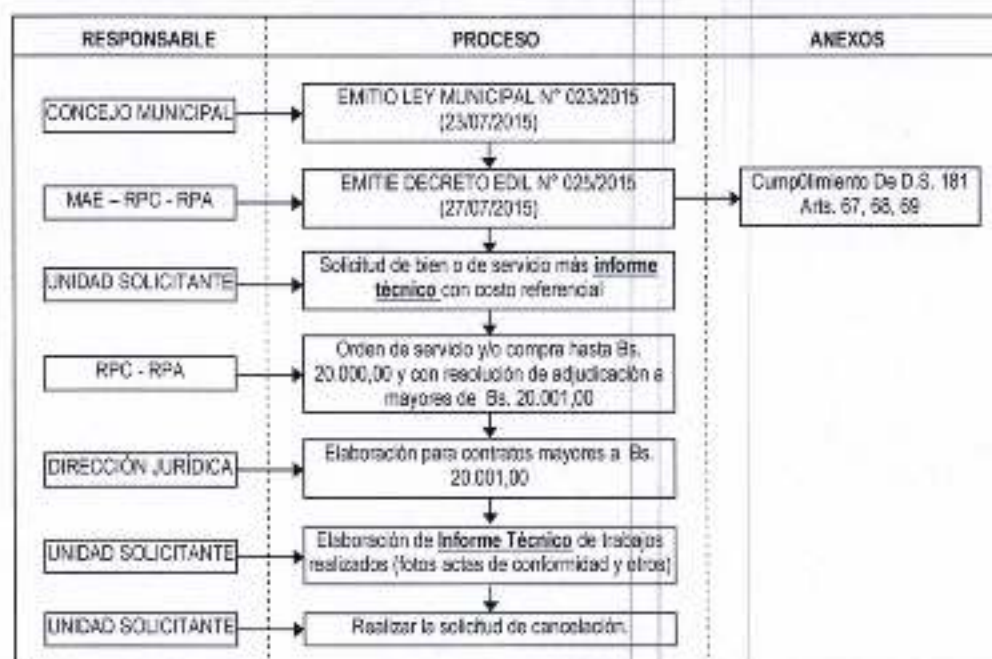 RESPONSABLE
PROCESO
ANEXOS
CONCEJO MUNICIPAL
EMITIO LEY MUNICIPAL N° 023/2015
(23/07/2015)
MAE – RPC - RPA
EMITIE DECRETO EDIL N° 025/2015
(27/07/2015)
Cump0limiento De D.S. 181
Arts. 67, 68, 69
UNIDAD SOLICITANTE
Solicitud de bien o de servicio más informe
técnico con costo referencial
RPC - RPA
Orden de servicio y/o compra hasta Bs.
20.000,00 y con resolución de adjudicación a
mayores de Bs. 20.001,00
DIRECCIÓN JURÍDICA
Elaboración para contratos mayores a Bs.
20.001,00
UNIDAD SOLICITANTE
Elaboración de Informe Técnico de trabajos
realizados (fotos actas de conformidad y otros)
UNIDAD SOLICITANTE
Realizar la solicitud de cancelación.